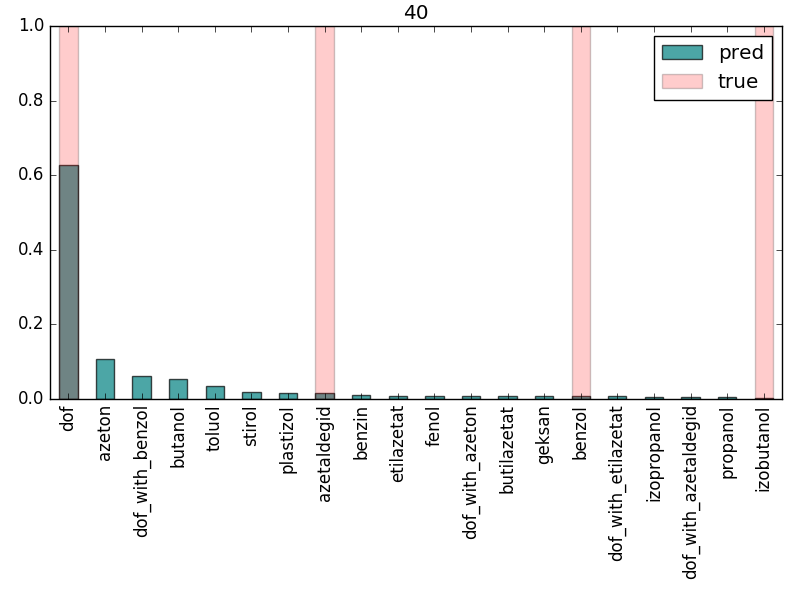 40
1.0
0.8
0.6
0.4
0.2
0.0
pred
true
dof
azeton
dof_with_benzol
butanol
toluol
stirol
plastizol
azetaldegid
benzin
etilazetat
fenol
dof_with_azeton
butilazetat
geksan
benzol
dof_with_etilazetat
izopropanol
dof_with_azetaldegid
propanol
izobutanol